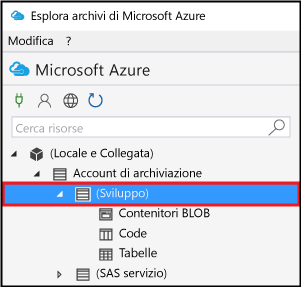 Esplora archivi di Microsoft Azure
Modifica ?
Microsoft Azure
Cerca risorse
(Locale e Collegata)
Account di archiviazione
(Sviluppo)
Contenitori BLOB
Code
Tabelle
(SAS servizio)